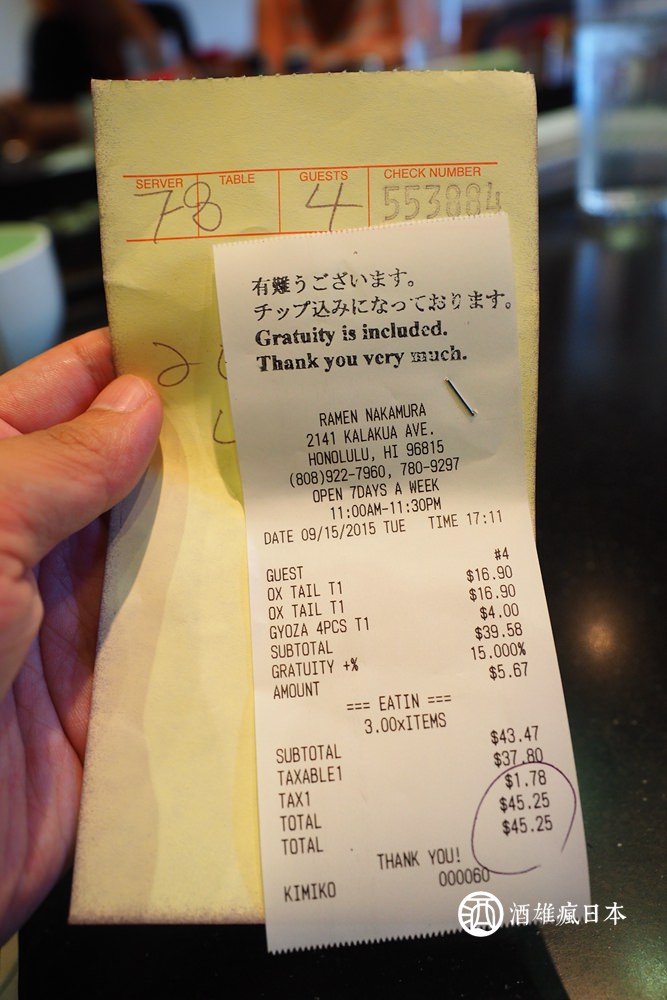 SERVER TABLE GUESTS CHECK NUMBER
78 4 553884
有難うございます。
チップ込みになっております。
Gratuity is included.
Thank you very much.
RAMEN NAKAMURA
2141 KALAKUA AVE.
HONOLULU, HI 96815
(808)922-7960, 780-9297
OPEN 7DAYS A WEEK
11:00AM-11:30PM
DATE 09/15/2015 TUE TIME 17:11
GUEST #4
OX TAIL T1 $16.90
OX TAIL T1 $16.90
GYOZA 4PCS T1 $4.00
SUBTOTAL $39.58
GRATUITY +% 15.000%
AMOUNT $5.67
=== EATIN ===
3.00xITEMS
SUBTOTAL $43.47
TAXABLE1 $37.80
TAX1 $1.78
TOTAL $45.25
TOTAL $45.25
THANK YOU!
KIMIKO 000060
酒雄瘋日本